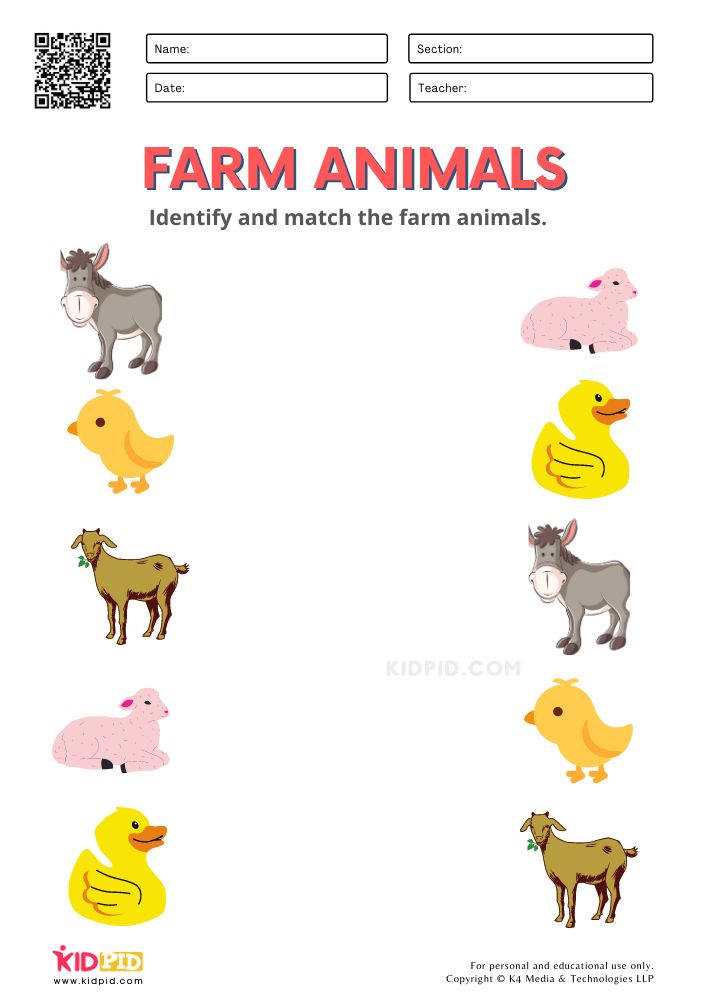 Name:
Section:
Date:
Teacher:
FARM ANIMALS
Identify and match the farm animals.
KIDPID.COM
KIDPID
www.kidpid.com
For personal and educational use only.
Copyright © K4 Media & Technologies LLP